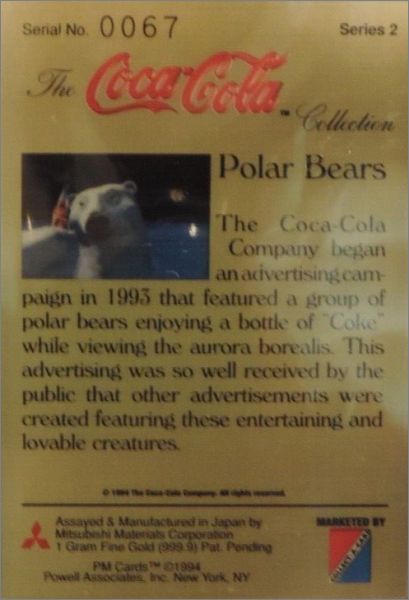 Serial No. 0067
Series 2
The Coca-Cola™ Collection
Polar Bears
The Coca-Cola
Company began
an advertising cam-
paign in 1993 that featured a group of
polar bears enjoying a bottle of "Coke"
while viewing the aurora borealis. This
advertising was so well received by the
public that other advertisements were
created featuring these entertaining and
lovable creatures.
© 1994 The Coca-Cola Company. All rights reserved.
Assayed & Manufactured in Japan by
Mitsubishi Materials Corporation
1 Gram Fine Gold (999.9) Pat. Pending
PM Cards™ ©1994
Powell Associates, Inc. New York, NY
MARKETED BY